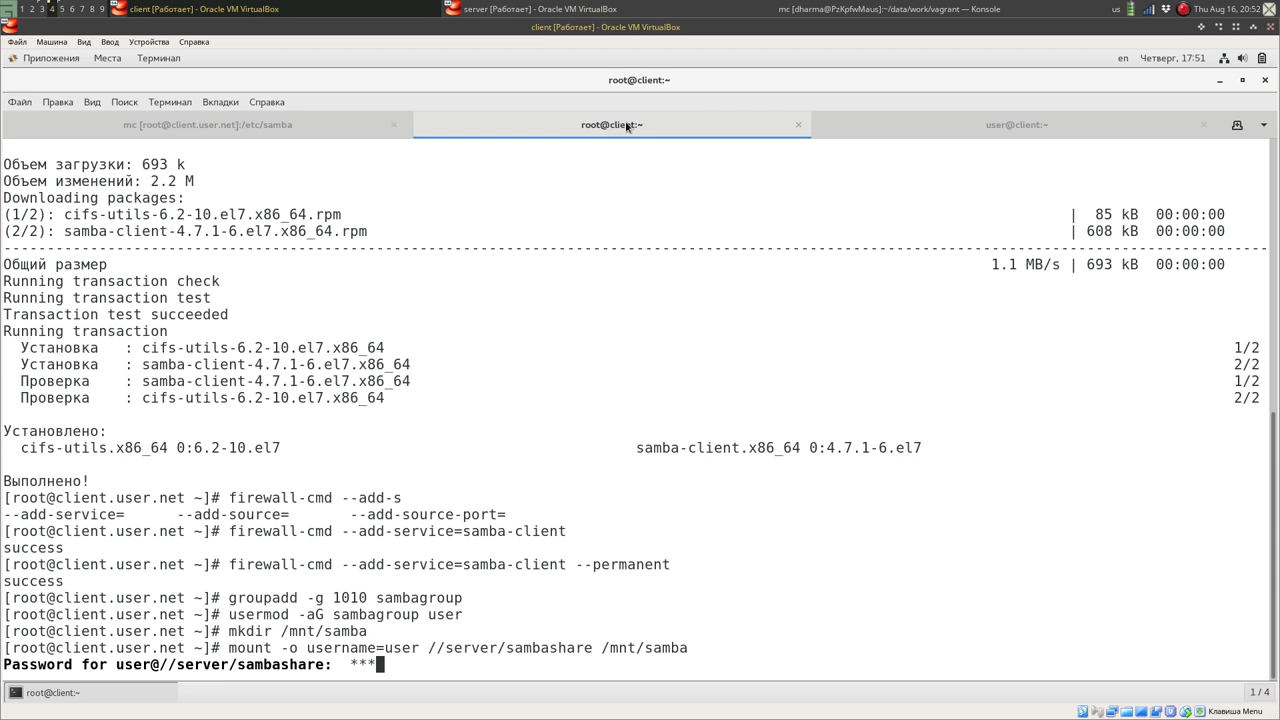 1 2 3 4 5 6 7 8 9
client [Работает] - Oracle VM VirtualBox
server [Работает] - Oracle VM VirtualBox
mc [dharma@PzKpfwMaus]:~/data/work/vagrant — Konsole
us
Thu Aug 16, 20:52
client [Работает] - Oracle VM VirtualBox
Файл Машина Вид Ввод Устройства Справка
Приложения Места Терминал
en Четверг, 17:51
root@client:~
Файл Правка Вид Поиск Терминал Вкладки Справка
mc [root@client.user.net]:/etc/samba
root@client:~
user@client:~
Объем загрузки: 693 k
Объем изменений: 2.2 M
Downloading packages:
(1/2): cifs-utils-6.2-10.el7.x86_64.rpm | 85 kB 00:00:00
(2/2): samba-client-4.7.1-6.el7.x86_64.rpm | 608 kB 00:00:00
--------------------------------------------------------------------------------
Общий размер 1.1 MB/s | 693 kB 00:00:00
Running transaction check
Running transaction test
Transaction test succeeded
Running transaction
Установка : cifs-utils-6.2-10.el7.x86_64 1/2
Установка : samba-client-4.7.1-6.el7.x86_64 2/2
Проверка : samba-client-4.7.1-6.el7.x86_64 1/2
Проверка : cifs-utils-6.2-10.el7.x86_64 2/2
Установлено:
cifs-utils.x86_64 0:6.2-10.el7 samba-client.x86_64 0:4.7.1-6.el7
Выполнено!
[root@client.user.net ~]# firewall-cmd --add-s
--add-service= --add-source= --add-source-port=
[root@client.user.net ~]# firewall-cmd --add-service=samba-client
success
[root@client.user.net ~]# firewall-cmd --add-service=samba-client --permanent
success
[root@client.user.net ~]# groupadd -g 1010 sambagroup
[root@client.user.net ~]# usermod -aG sambagroup user
[root@client.user.net ~]# mkdir /mnt/samba
[root@client.user.net ~]# mount -o username=user //server/sambashare /mnt/samba
Password for user@//server/sambashare: ***
root@client:~
1 / 4
Клавиша Menu